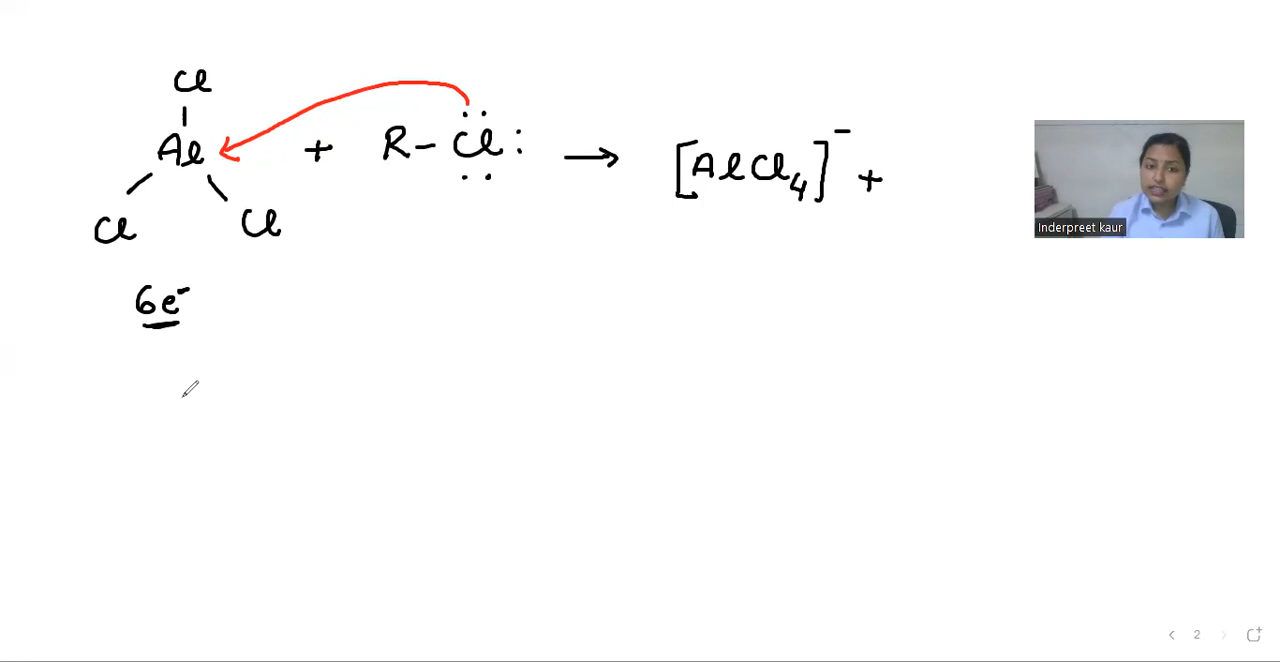 Cl
Al + R - Cl: → [AlCl4]⁻ +
Cl Cl
6e⁻
Inderpreet kaur
2